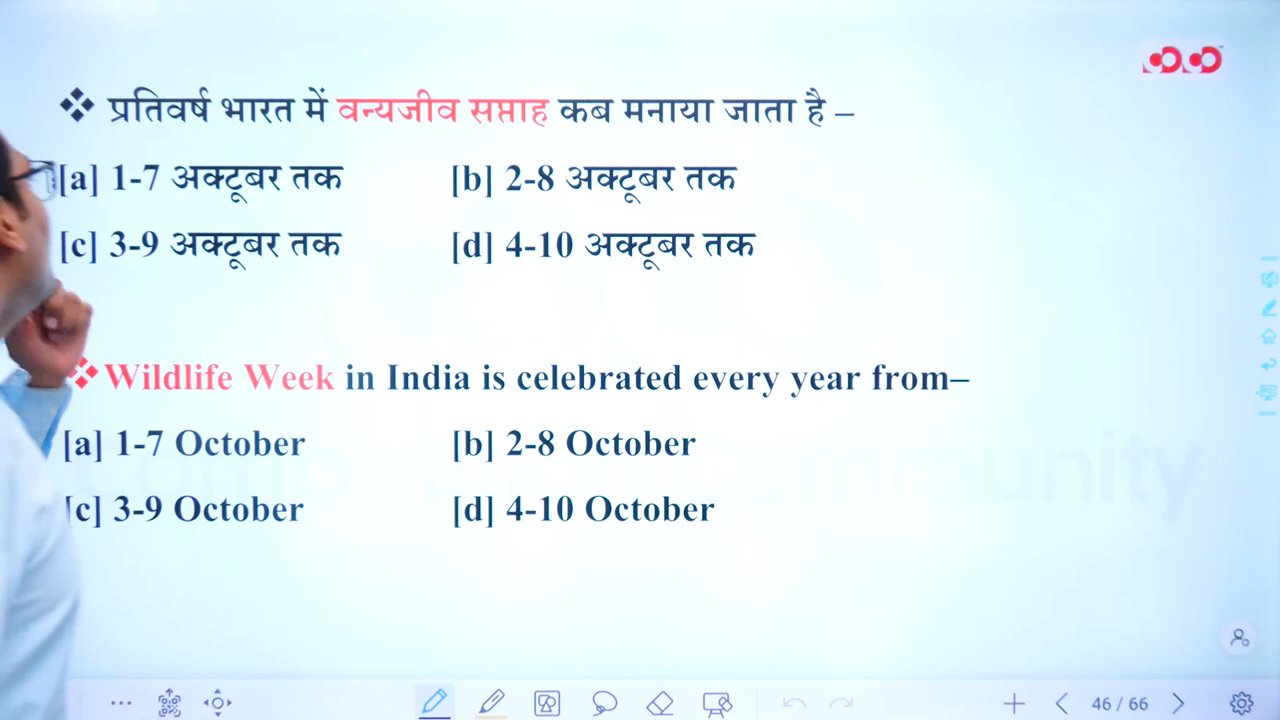 ❖ प्रतिवर्ष भारत में वन्यजीव सप्ताह कब मनाया जाता है –
[a] 1-7 अक्टूबर तक [b] 2-8 अक्टूबर तक
[c] 3-9 अक्टूबर तक [d] 4-10 अक्टूबर तक
❖ Wildlife Week in India is celebrated every year from–
[a] 1-7 October [b] 2-8 October
[c] 3-9 October [d] 4-10 October
46 / 66